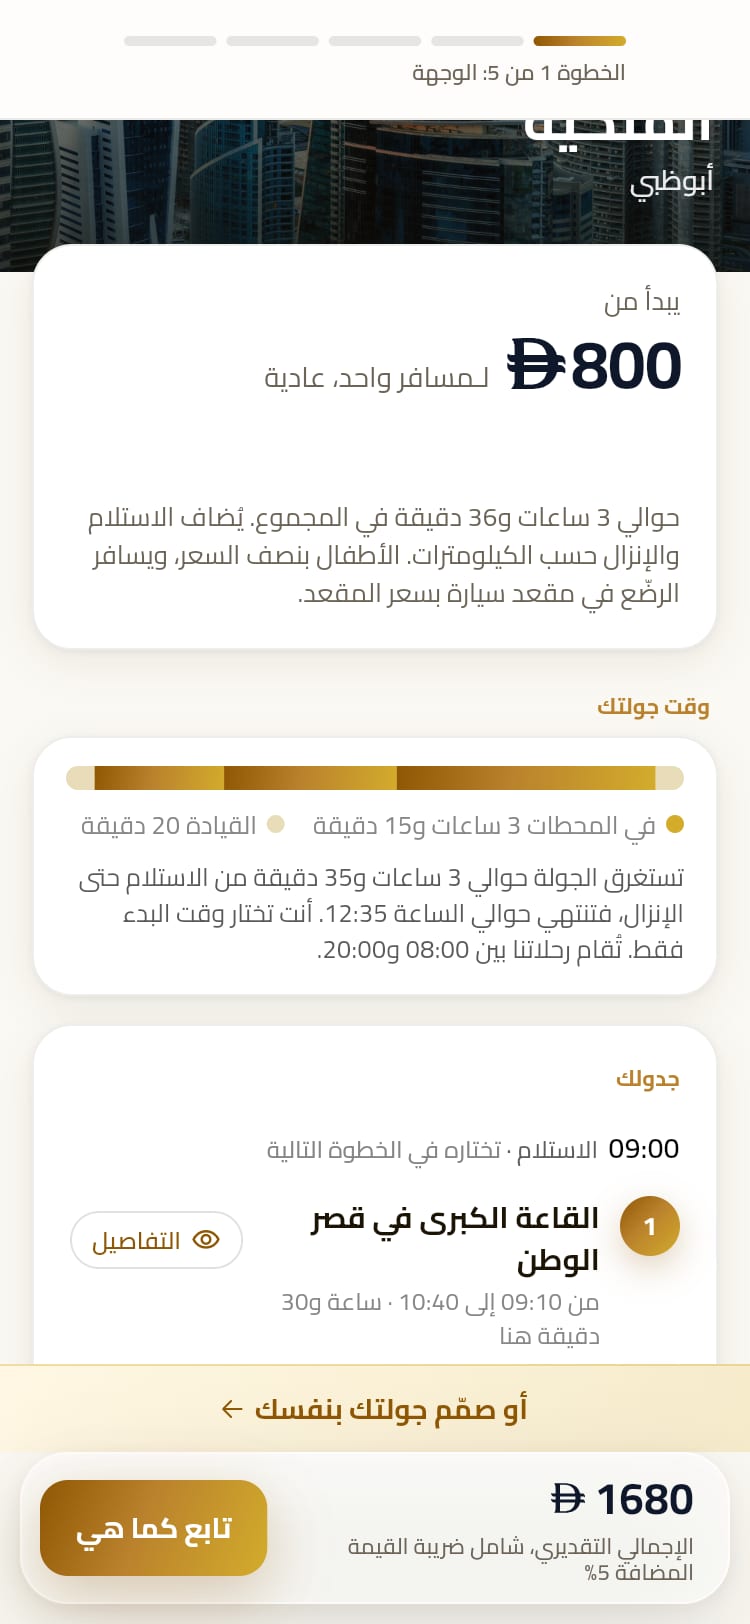 الخطوة 1 من 5: الوجهة
أبوظبي
يبدأ من
800 لـمسافر واحد، عادية
حوالي 3 ساعات و36 دقيقة في المجموع. يُضاف الاستلام
والإنزال حسب الكيلومترات. الأطفال بنصف السعر، ويسافر
الرضّع في مقعد سيارة بسعر المقعد.
وقت جولتك
في المحطات 3 ساعات و15 دقيقة
القيادة 20 دقيقة
تستغرق الجولة حوالي 3 ساعات و35 دقيقة من الاستلام حتى
الإنزال، فتنتهي حوالي الساعة 12:35. أنت تختار وقت البدء
فقط. تُقام رحلاتنا بين 08:00 و20:00.
جدولك
09:00 الاستلام · تختاره في الخطوة التالية
1
القاعة الكبرى في قصر
الوطن
التفاصيل
من 09:10 إلى 10:40 · ساعة و30
دقيقة هنا
أو صمّم جولتك بنفسك ←
1680
الإجمالي التقديري، شامل ضريبة القيمة
المضافة 5%
تابع كما هي